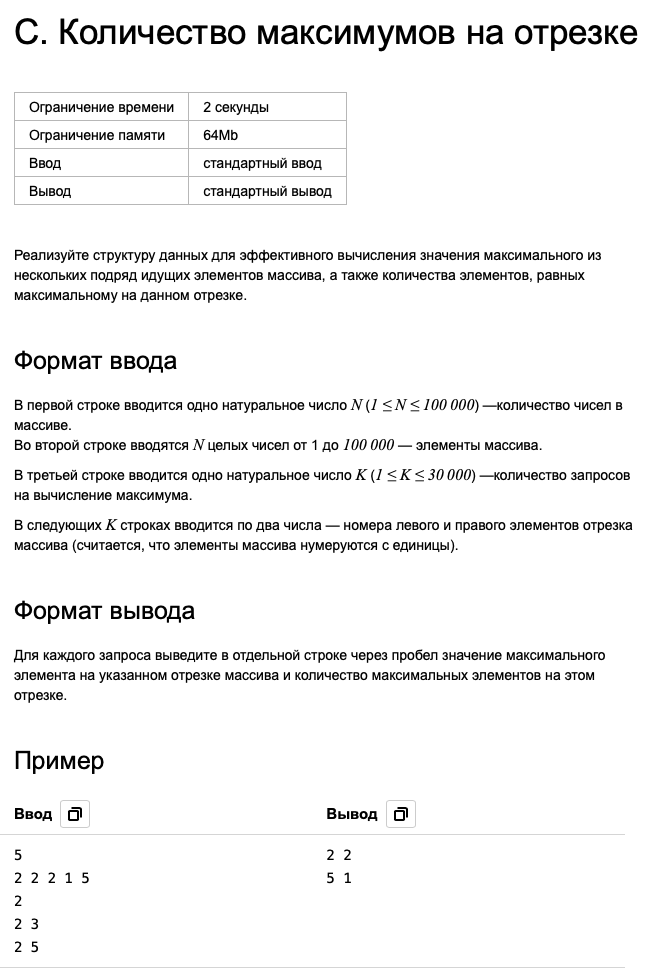 C. Количество максимумов на отрезке
Ограничение времени 2 секунды
Ограничение памяти 64Mb
Ввод стандартный ввод
Вывод стандартный вывод
Реализуйте структуру данных для эффективного вычисления значения максимального из
нескольких подряд идущих элементов массива, а также количества элементов, равных
максимальному на данном отрезке.
Формат ввода
В первой строке вводится одно натуральное число N (1 ≤ N ≤ 100 000) —количество чисел в
массиве.
Во второй строке вводятся N целых чисел от 1 до 100 000 — элементы массива.
В третьей строке вводится одно натуральное число K (1 ≤ K ≤ 30 000) —количество запросов
на вычисление максимума.
В следующих K строках вводится по два числа — номера левого и правого элементов отрезка
массива (считается, что элементы массива нумеруются с единицы).
Формат вывода
Для каждого запроса выведите в отдельной строке через пробел значение максимального
элемента на указанном отрезке массива и количество максимальных элементов на этом
отрезке.
Пример
Ввод Вывод
5 2 2
2 2 2 1 5 5 1
2
2 3
2 5